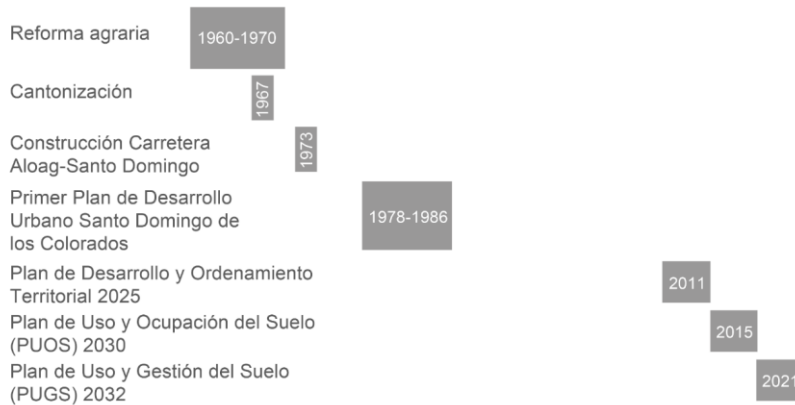 Reforma agraria
1960-1970
Cantonización
1967
Construcción Carretera
Aloag-Santo Domingo
1973
Primer Plan de Desarrollo
Urbano Santo Domingo de
los Colorados
1978-1986
Plan de Desarrollo y Ordenamiento
Territorial 2025
2011
Plan de Uso y Ocupación del Suelo
(PUOS) 2030
2015
Plan de Uso y Gestión del Suelo
(PUGS) 2032
2021